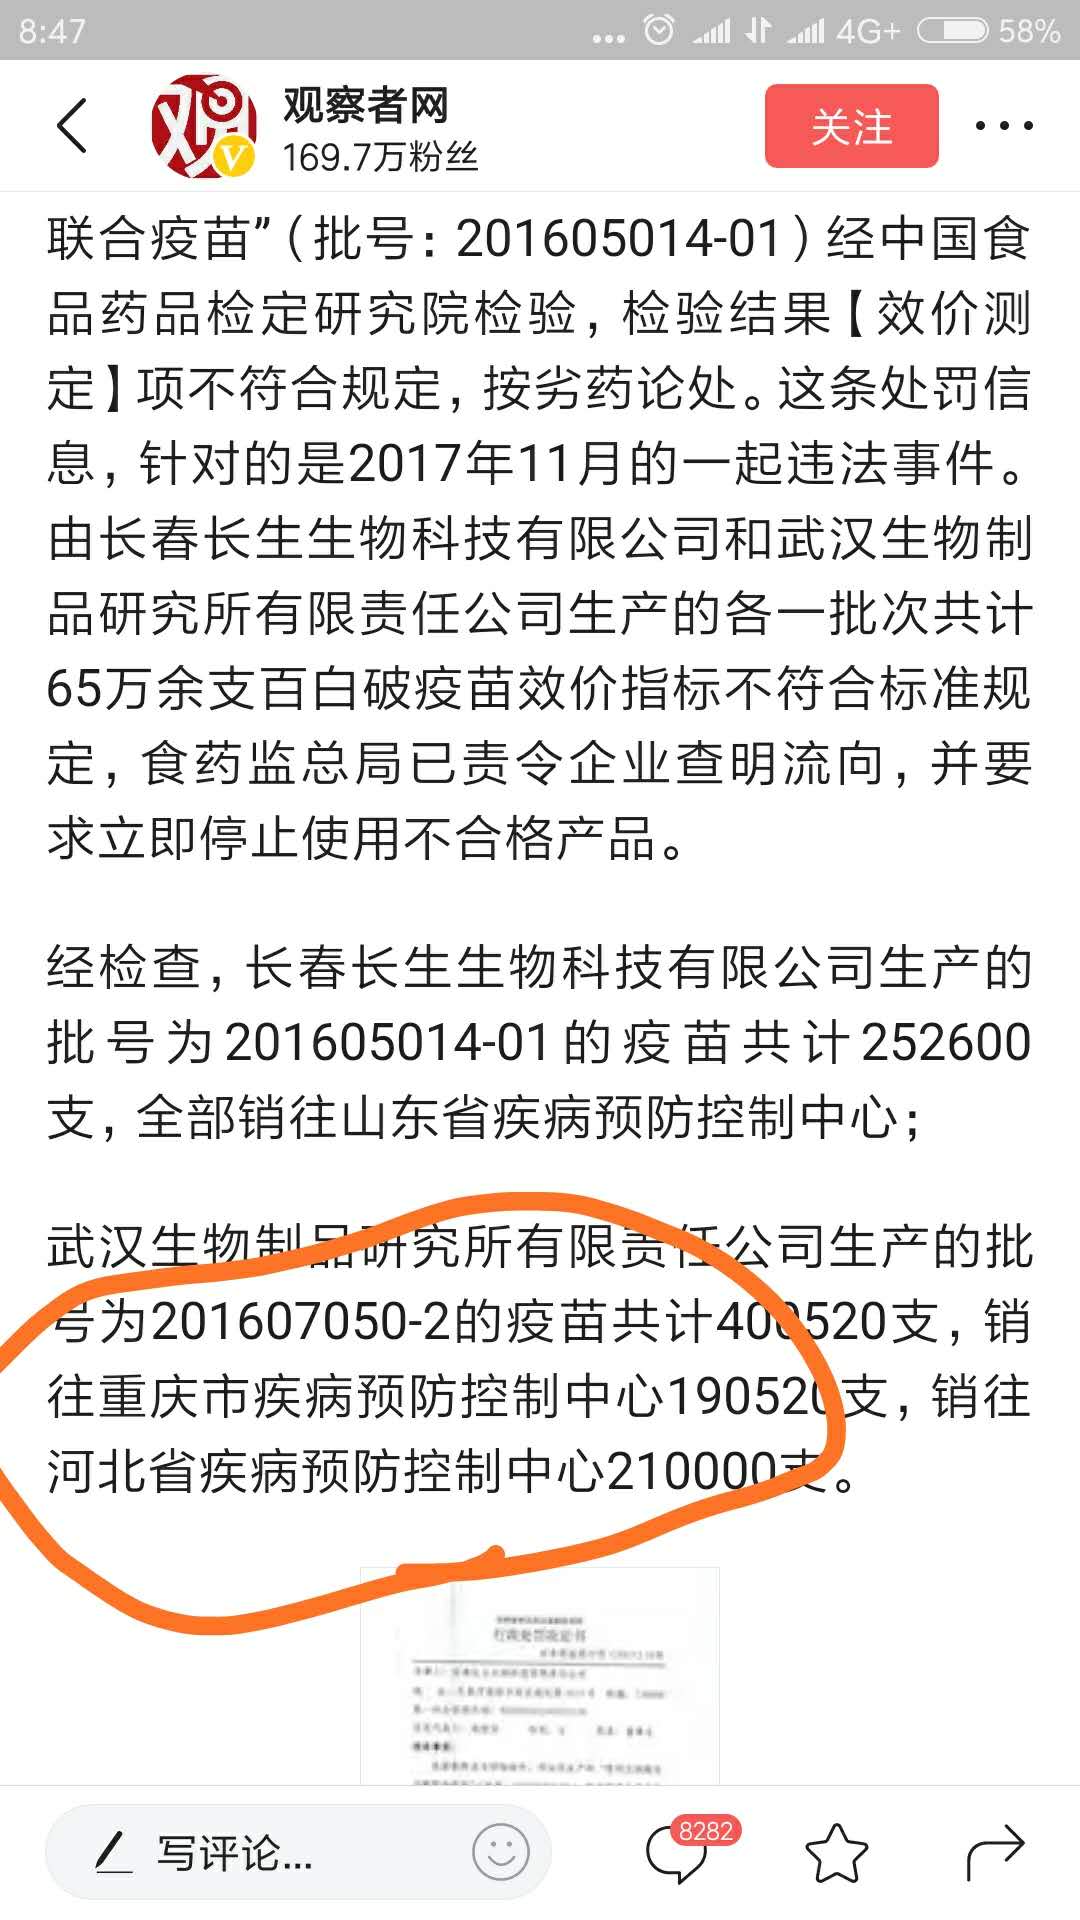 8:47
4G+
58%
观察者网
169.7万粉丝
关注
联合疫苗”（批号：201605014-01）经中国食
品药品检定研究院检验，检验结果【效价测
定】项不符合规定，按劣药论处。这条处罚信
息，针对的是2017年11月的一起违法事件。
由长春长生生物科技有限公司和武汉生物制
品研究所有限责任公司生产的各一批次共计
65万余支百白破疫苗效价指标不符合标准规
定，食药监总局已责令企业查明流向，并要
求立即停止使用不合格产品。
经检查，长春长生生物科技有限公司生产的
批号为201605014-01的疫苗共计252600
支，全部销往山东省疾病预防控制中心；
武汉生物制品研究所有限责任公司生产的批
号为201607050-2的疫苗共计400520支，销
往重庆市疾病预防控制中心190520支，销往
河北省疾病预防控制中心210000支。
行政处罚决定书
写评论...
8282